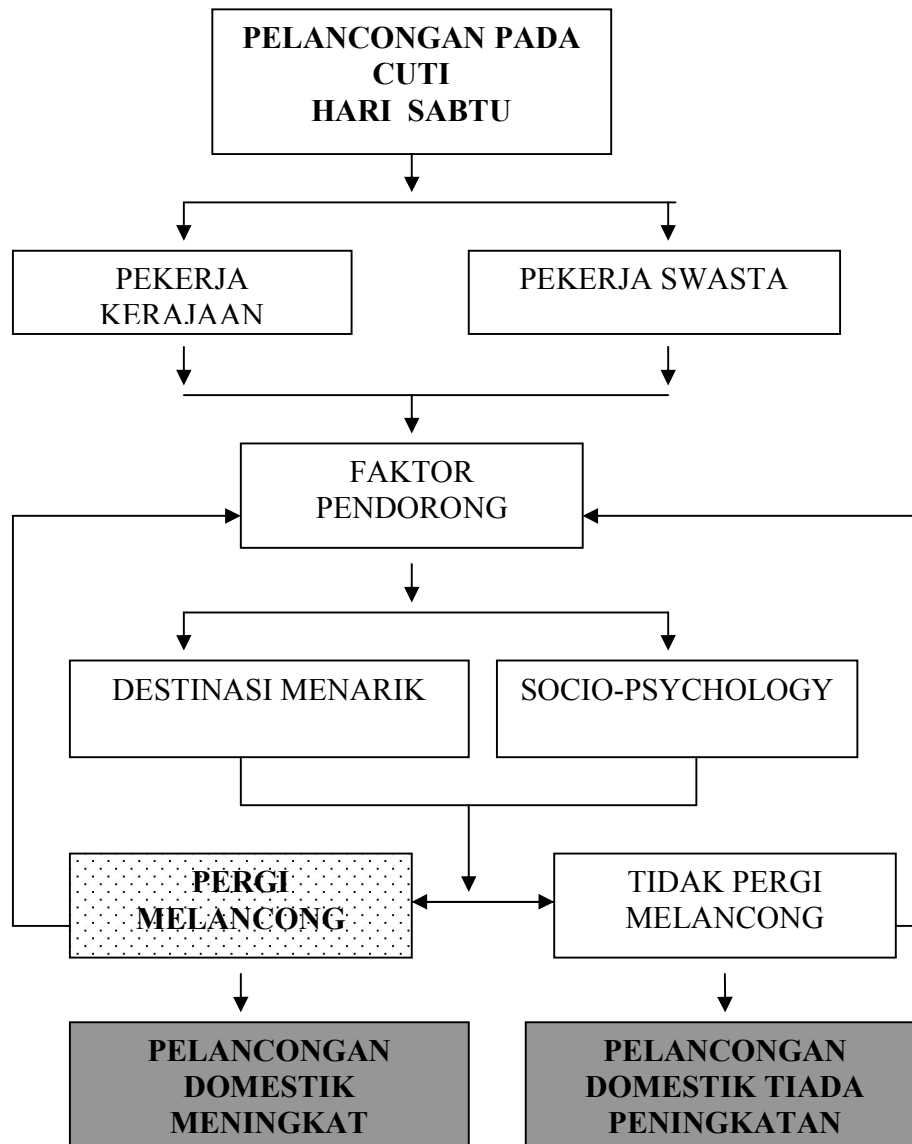 PELANCONGAN PADA
CUTI
HARI SABTU
PEKERJA
KERAJAAN
PEKERJA SWASTA
FAKTOR
PENDORONG
DESTINASI MENARIK
SOCIO-PSYCHOLOGY
PERGI
MELANCONG
TIDAK PERGI
MELANCONG
PELANCONGAN
DOMESTIK
MENINGKAT
PELANCONGAN
DOMESTIK TIADA
PENINGKATAN